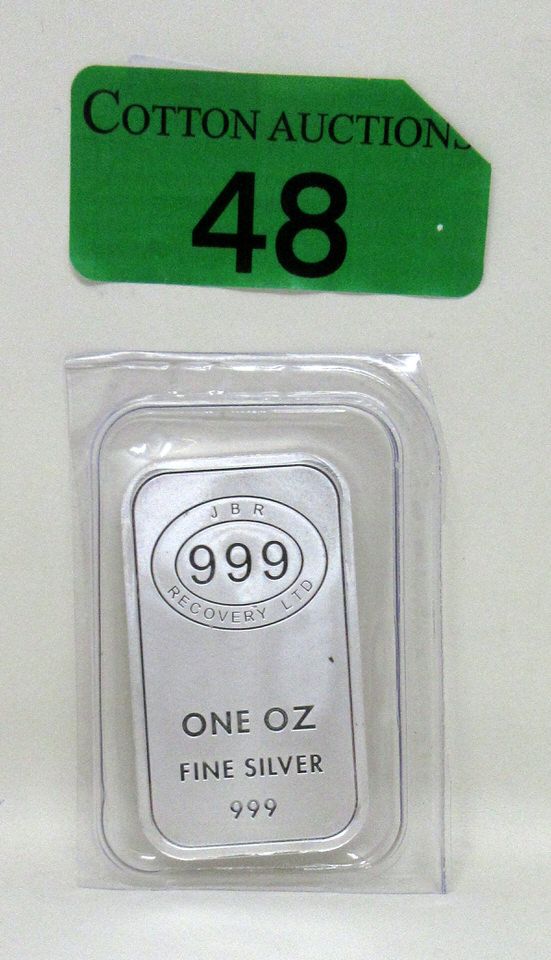 COTTON AUCTIONS
48
JBR
999
RECOVERY LTD
ONE OZ
FINE SILVER
999